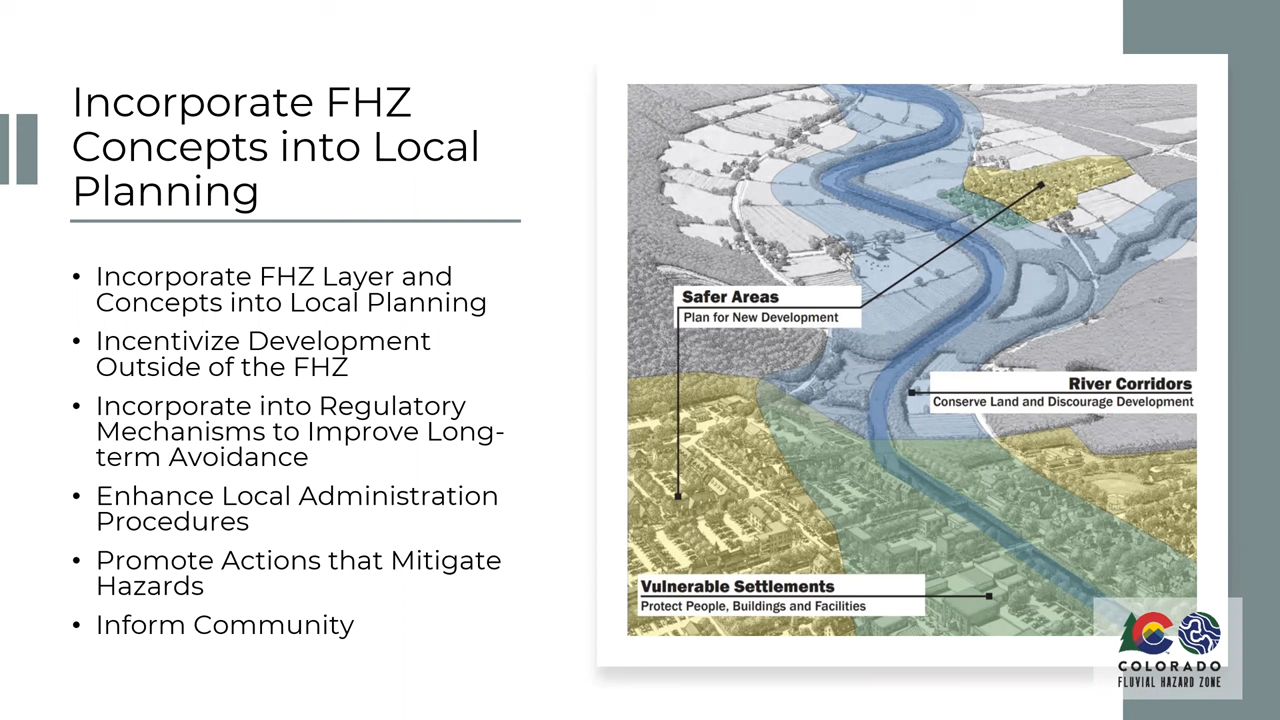 Incorporate FHZ
Concepts into Local
Planning
• Incorporate FHZ Layer and
Concepts into Local Planning
• Incentivize Development
Outside of the FHZ
• Incorporate into Regulatory
Mechanisms to Improve Long-
term Avoidance
• Enhance Local Administration
Procedures
• Promote Actions that Mitigate
Hazards
• Inform Community
Safer Areas
Plan for New Development
River Corridors
Conserve Land and Discourage Development
Vulnerable Settlements
Protect People, Buildings and Facilities
COLORADO
FLUVIAL HAZARD ZONE